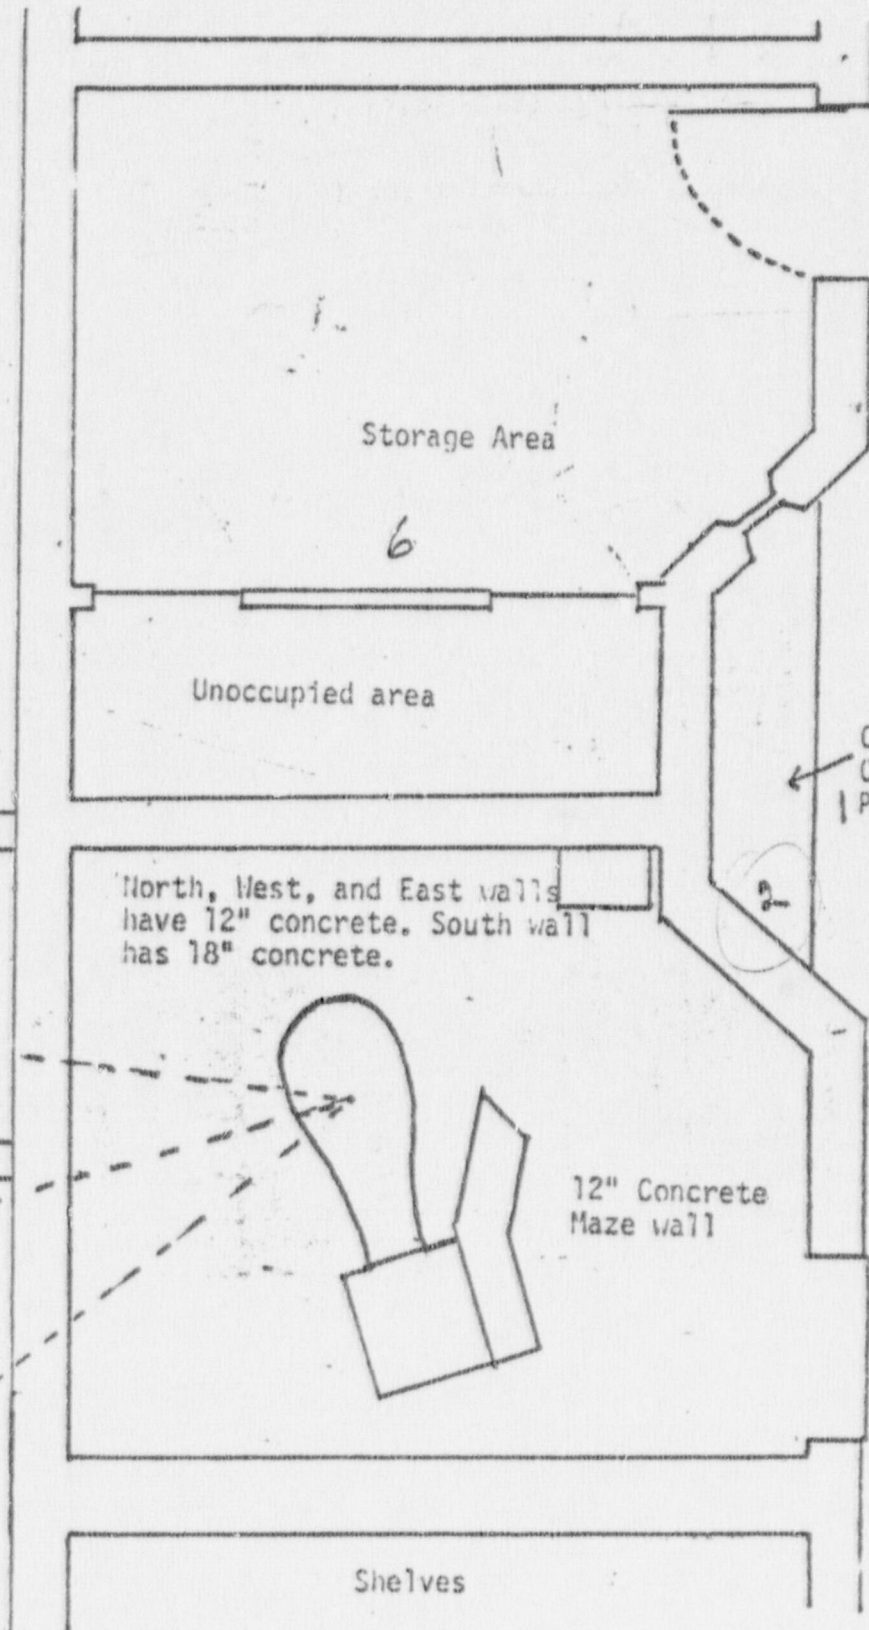 Storage Area
6
Unoccupied area
North, West, and East walls
have 12" concrete. South wall
has 18" concrete.
2
12" Concrete
Maze wall
Shelves